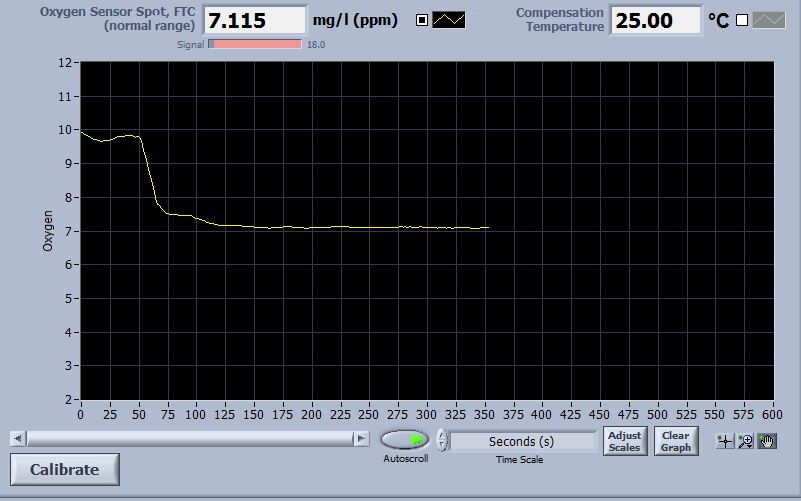 Oxygen Sensor Spot, FTC
(normal range)
7.115 mg/l (ppm)
Signal 18.0
Compensation
Temperature
25.00 °C
12
11
10
9
8
7
6
5
4
3
2
Oxygen
0 25 50 75 100 125 150 175 200 225 250 275 300 325 350 375 400 425 450 475 500 525 550 575 600
Autoscroll
Seconds (s)
Time Scale
Adjust
Scales
Clear
Graph
Calibrate